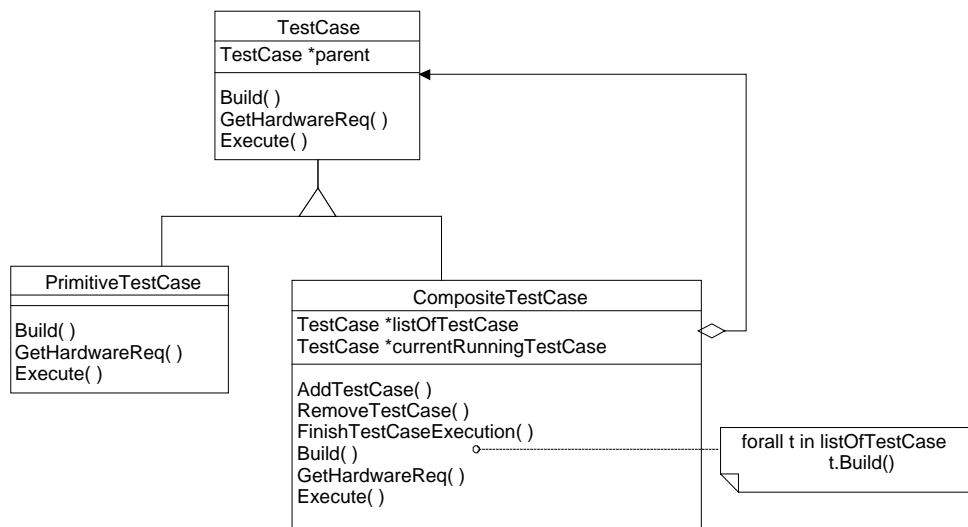 TestCase
TestCase *parent
Build( )
GetHardwareReq( )
Execute( )
PrimitiveTestCase
Build( )
GetHardwareReq( )
Execute( )
CompositeTestCase
TestCase *listOfTestCase
TestCase *currentRunningTestCase
AddTestCase( )
RemoveTestCase( )
FinishTestCaseExecution( )
Build( )
GetHardwareReq( )
Execute( )
forall t in listOfTestCase
t.Build()